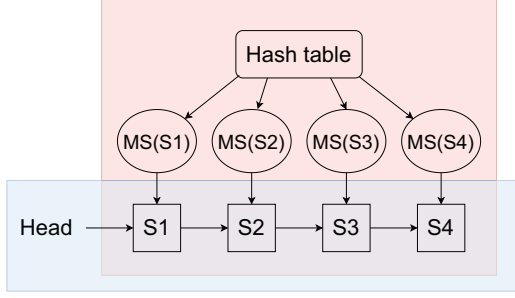 Hash table
MS(S1) MS(S2) MS(S3) MS(S4)
Head S1 S2 S3 S4